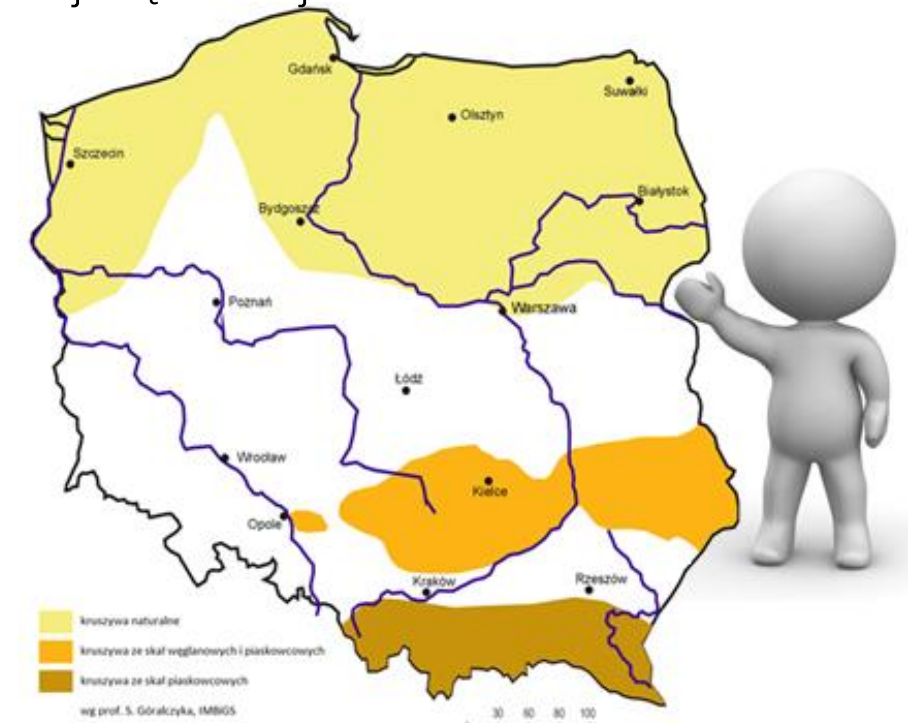 Gdańsk
Suwałki
Olsztyn
Szczecin
Białystok
Bydgoszcz
Poznań
Warszawa
Łódź
Wrocław
Kielce
Opole
Kraków
Rzeszów
kruszywa naturalne
kruszywa ze skał węglanowych i piaskowcowych
kruszywa ze skał piaskowcowych
wg prof. S. Góralczyka, IMBiGS
30 60 80 100